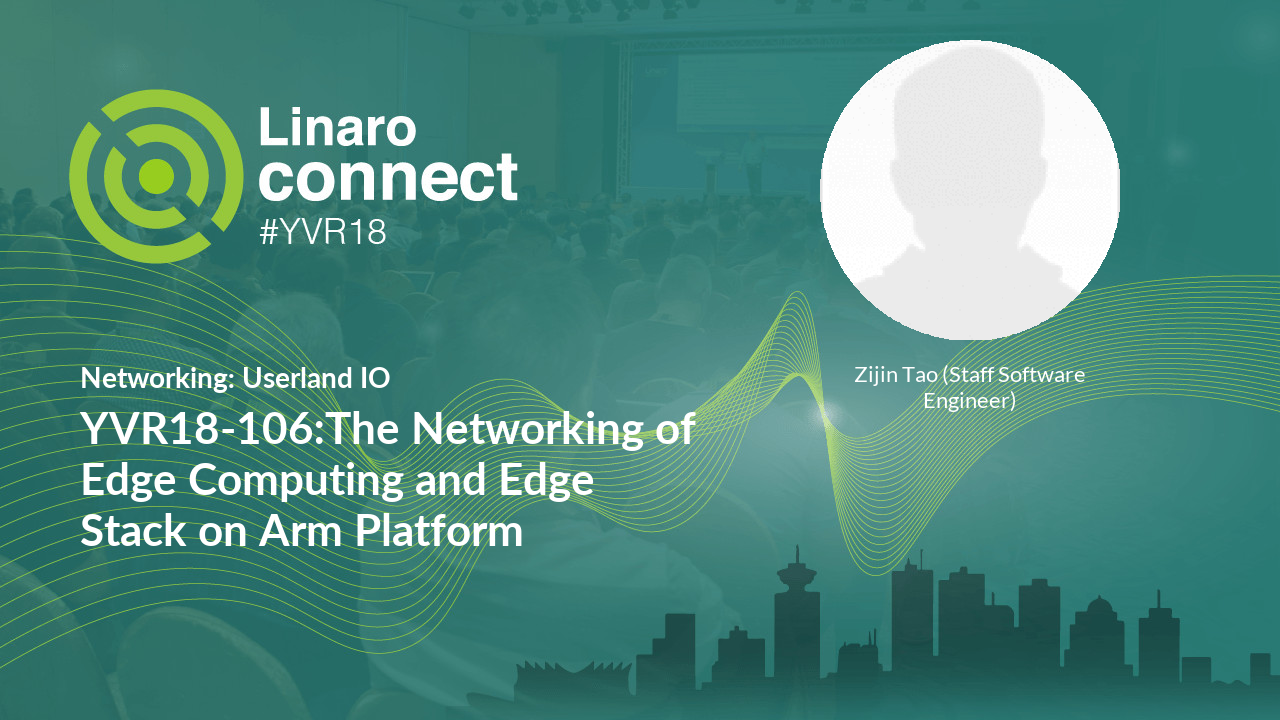 Linaro
connect
#YVR18
Networking: Userland IO
YVR18-106:The Networking of
Edge Computing and Edge
Stack on Arm Platform
Zijin Tao (Staff Software
Engineer)